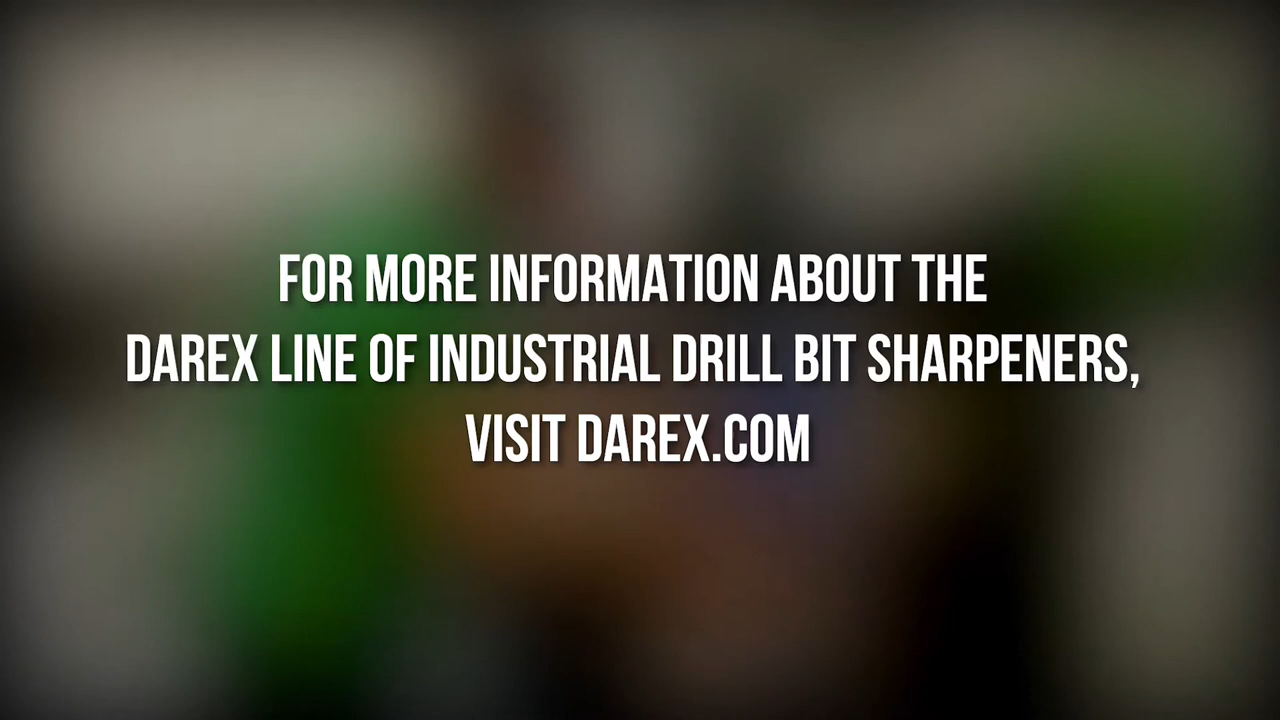 FOR MORE INFORMATION ABOUT THE
DAREX LINE OF INDUSTRIAL DRILL BIT SHARPENERS,
VISIT DAREX.COM